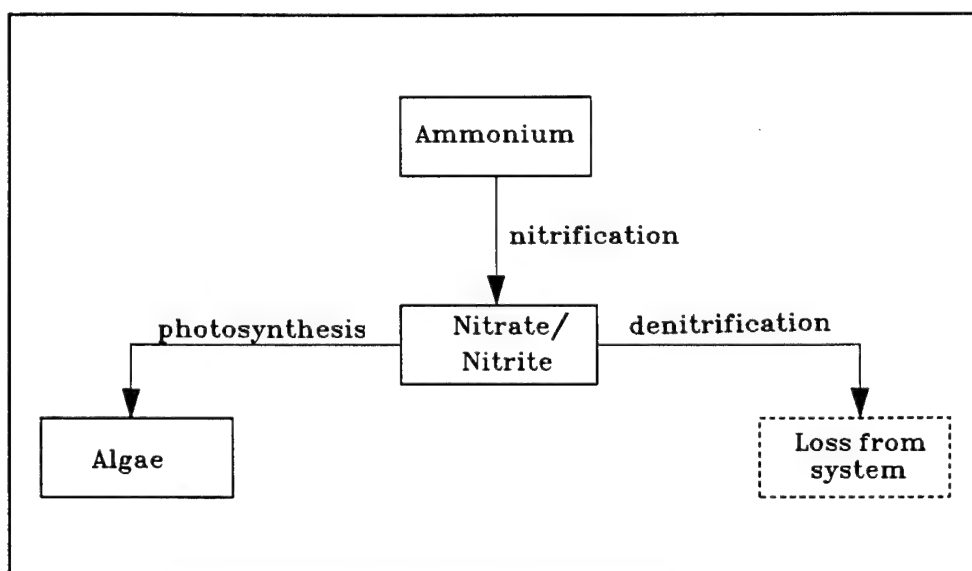 Ammonium
nitrification
photosynthesis
Nitrate/
Nitrite
denitrification
Algae
Loss from
system